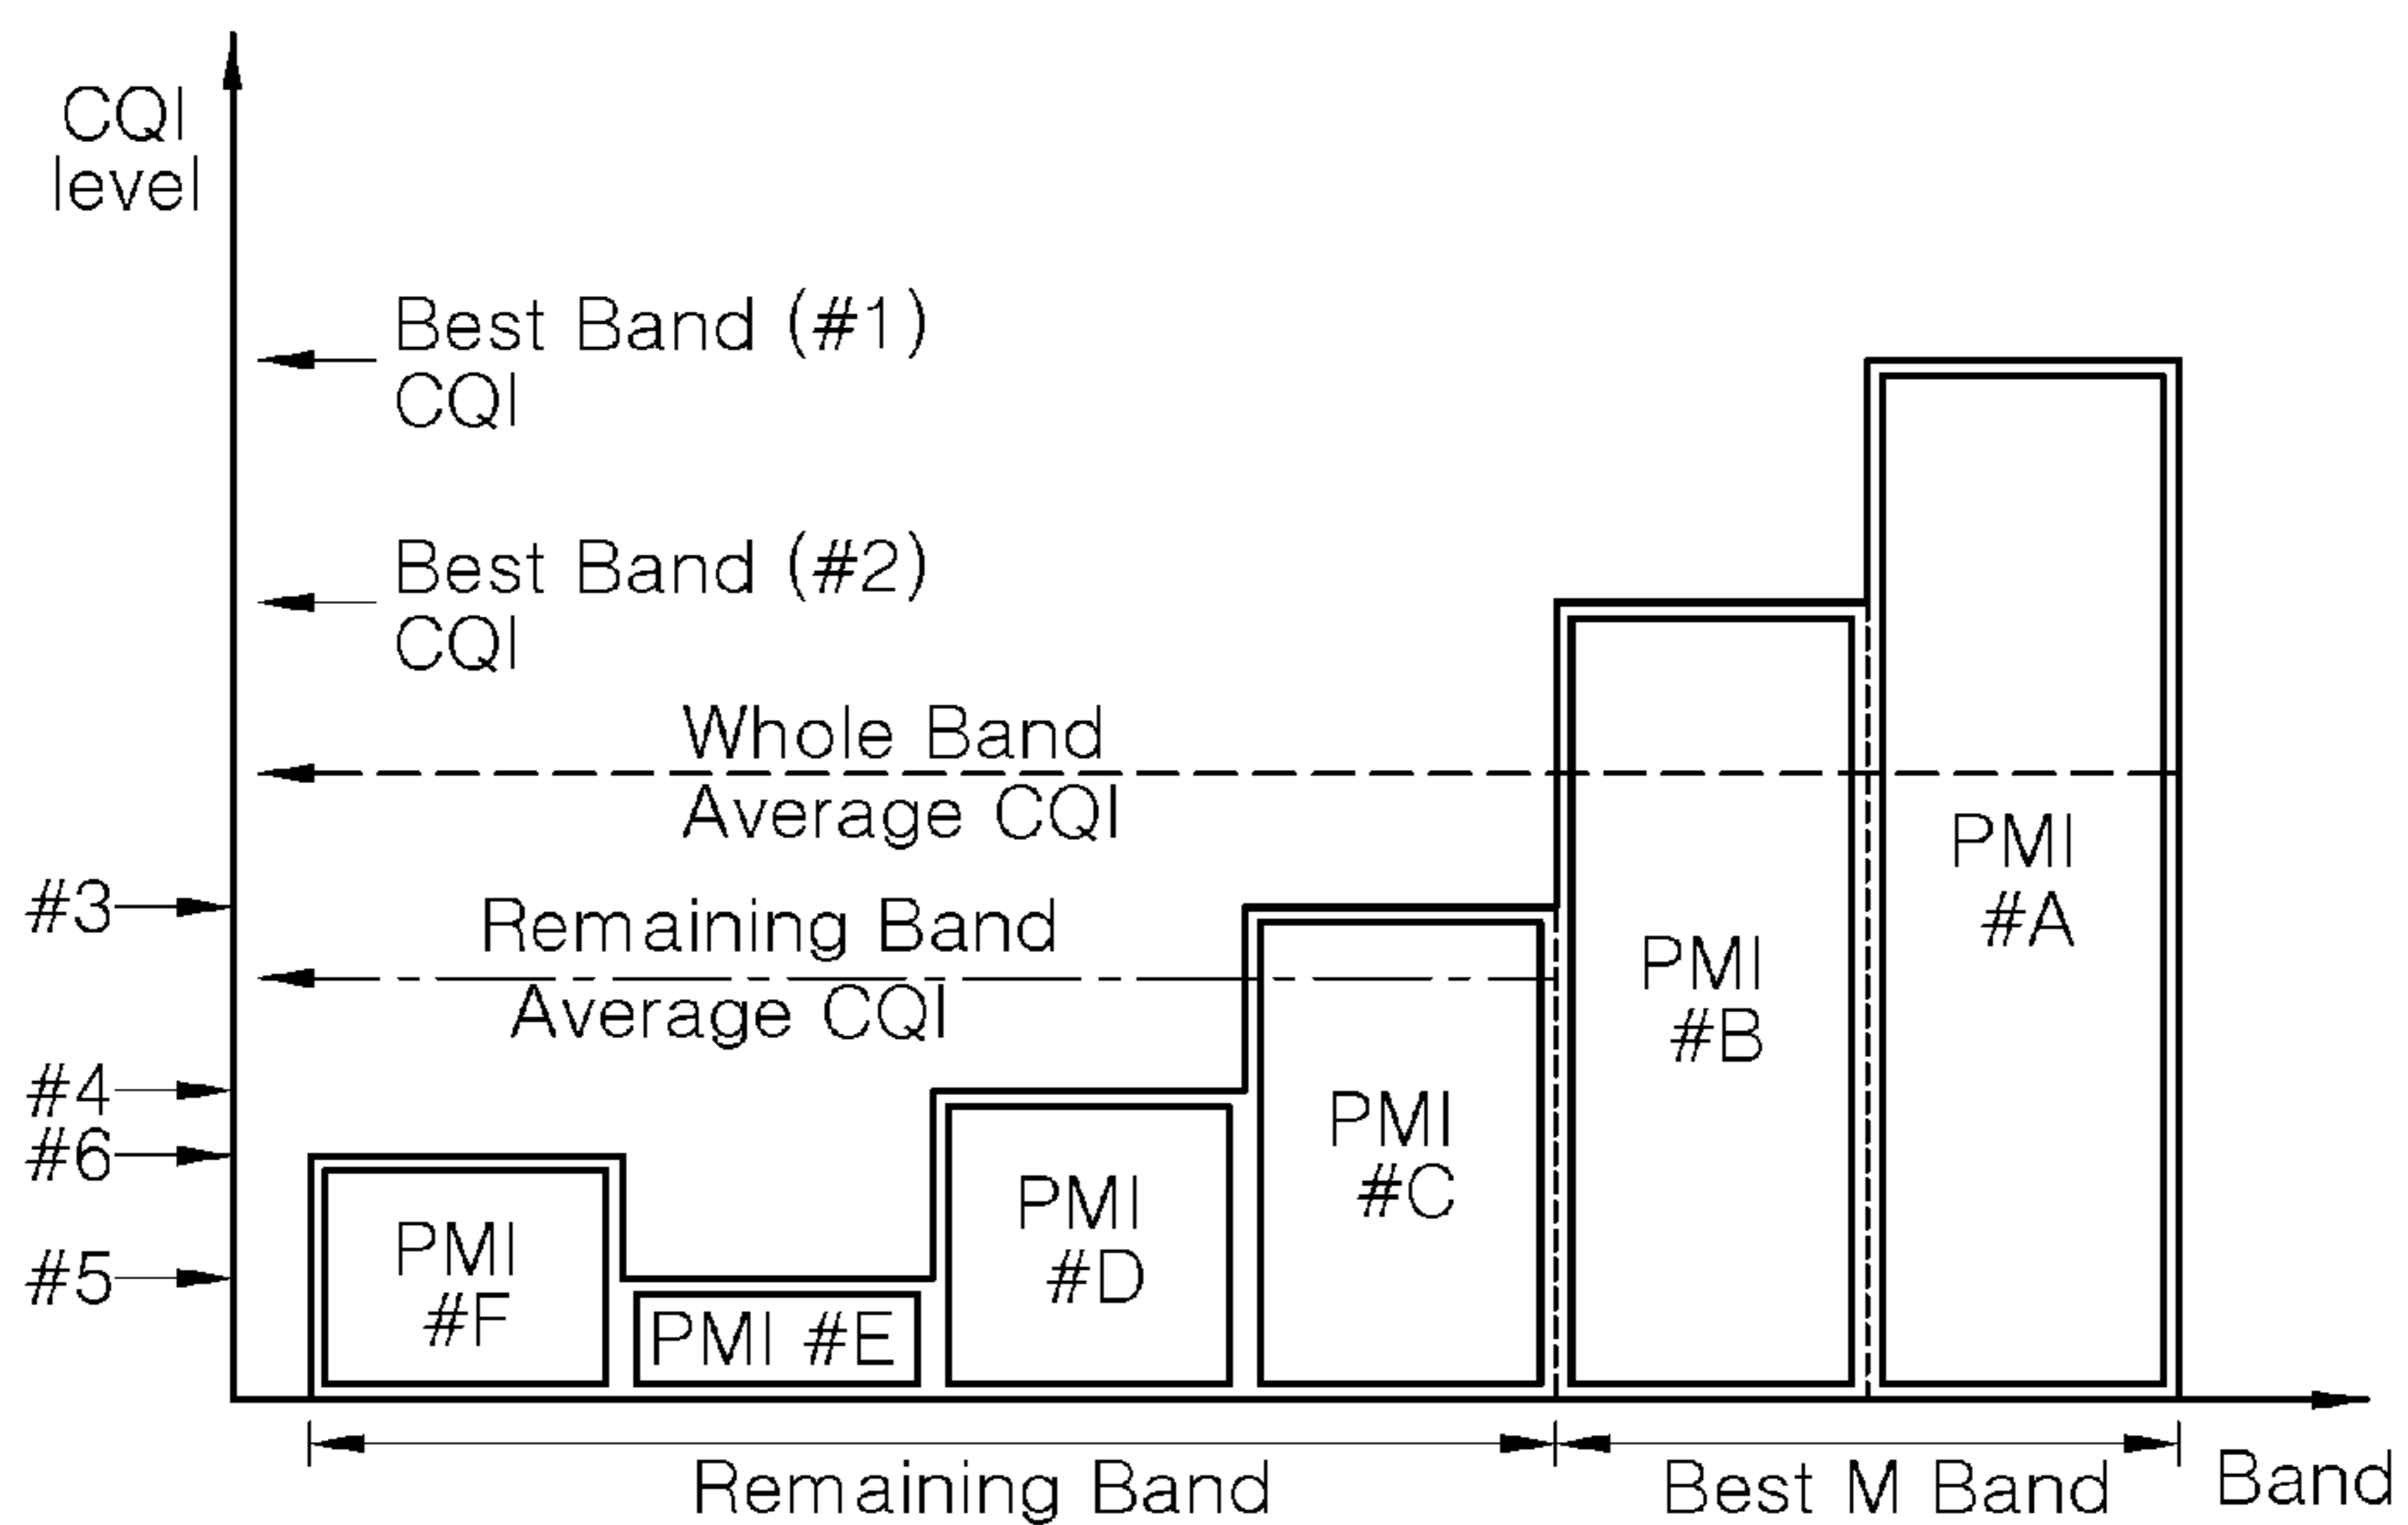 CQI
level
Best Band (#1)
CQI
Best Band (#2)
CQI
Whole Band
Average CQI
#3
Remaining Band
Average CQI
#4
#6
#5
PMI
#F
PMI #E
PMI
#D
PMI
#C
PMI
#B
PMI
#A
Remaining Band
Best M Band
Band